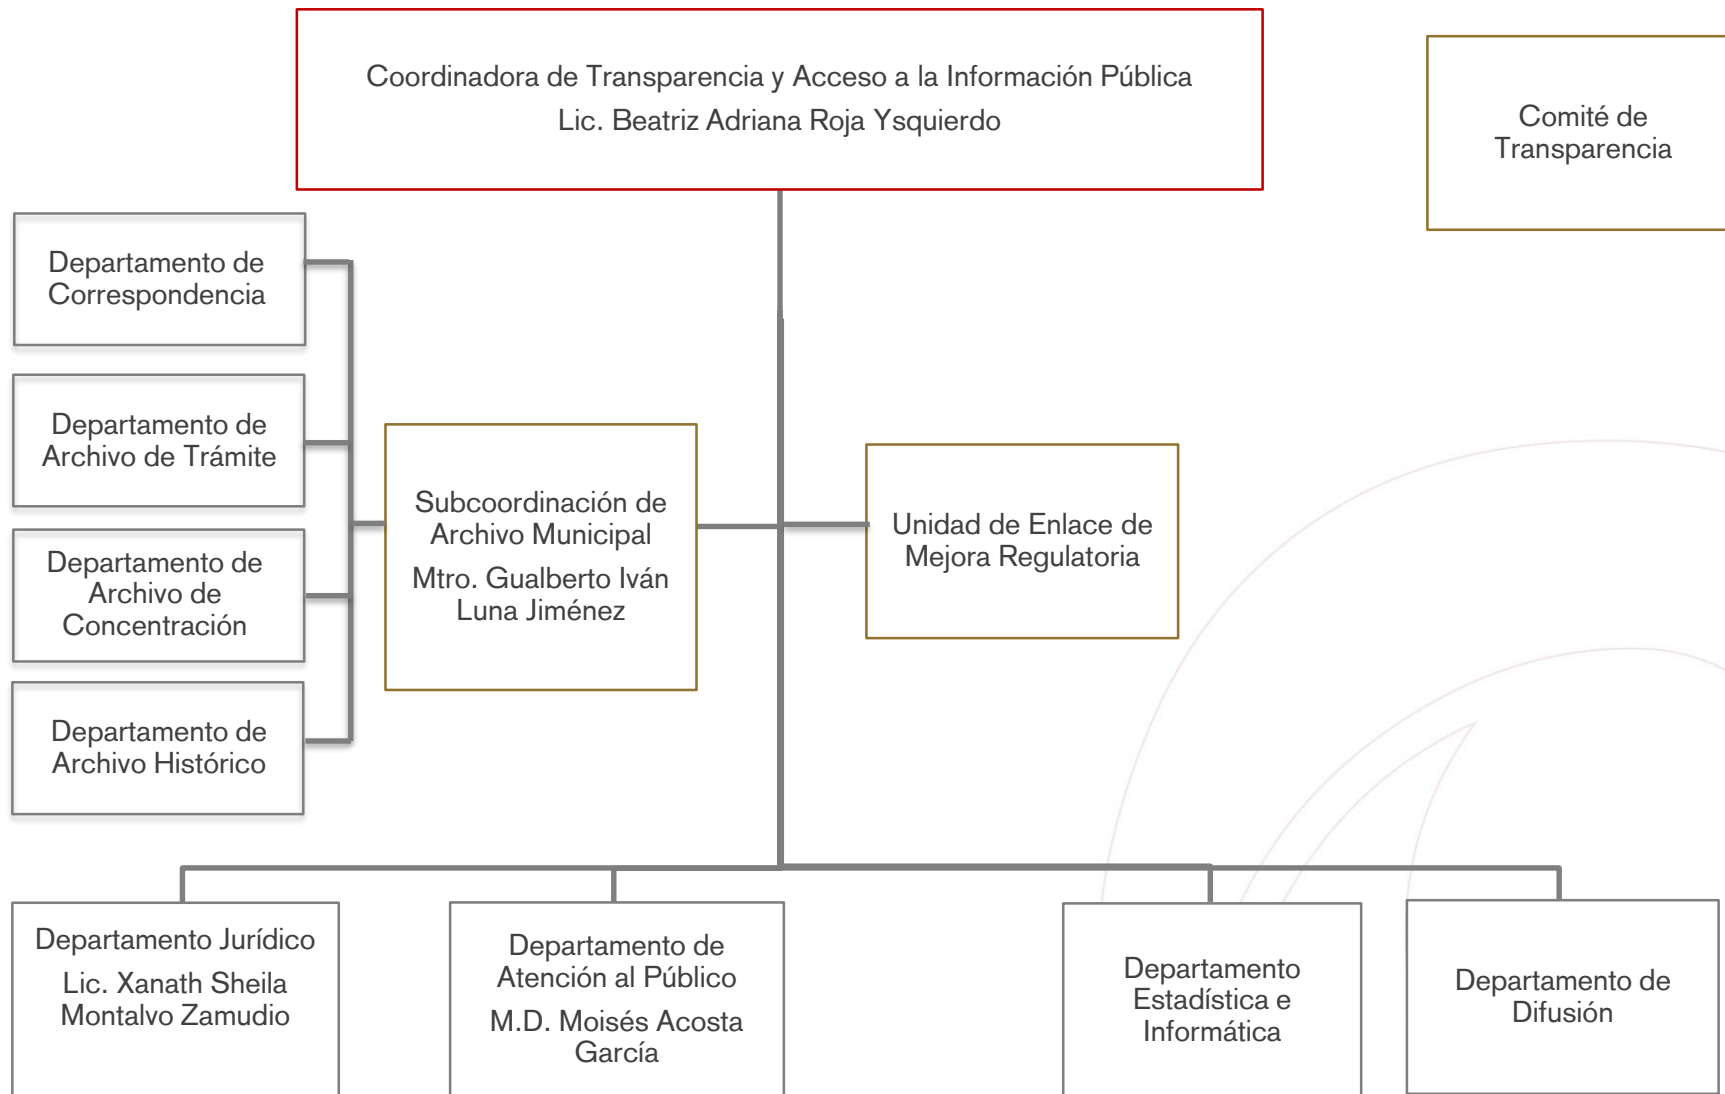 Coordinadora de Transparencia y Acceso a la Información Pública
Lic. Beatriz Adriana Roja Ysquierdo
Comité de
Transparencia
Departamento de
Correspondencia
Departamento de
Archivo de Trámite
Departamento de
Archivo de
Concentración
Departamento de
Archivo Histórico
Subcoordinación de
Archivo Municipal
Mtro. Gualberto Iván
Luna Jiménez
Unidad de Enlace de
Mejora Regulatoria
Departamento Jurídico
Lic. Xanath Sheila
Montalvo Zamudio
Departamento de
Atención al Público
M.D. Moisés Acosta
García
Departamento
Estadística e
Informática
Departamento de
Difusión